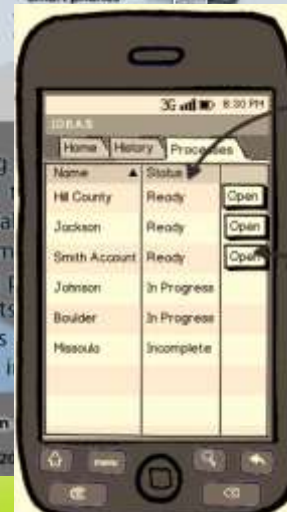 3G 8:30 PM
IDEAS
Home History Processes
Name Status
Hill County Ready Open
Jackson Ready Open
Smith Account Ready Open
Johnson In Progress
Boulder In Progress
Missoula Incomplete
menu